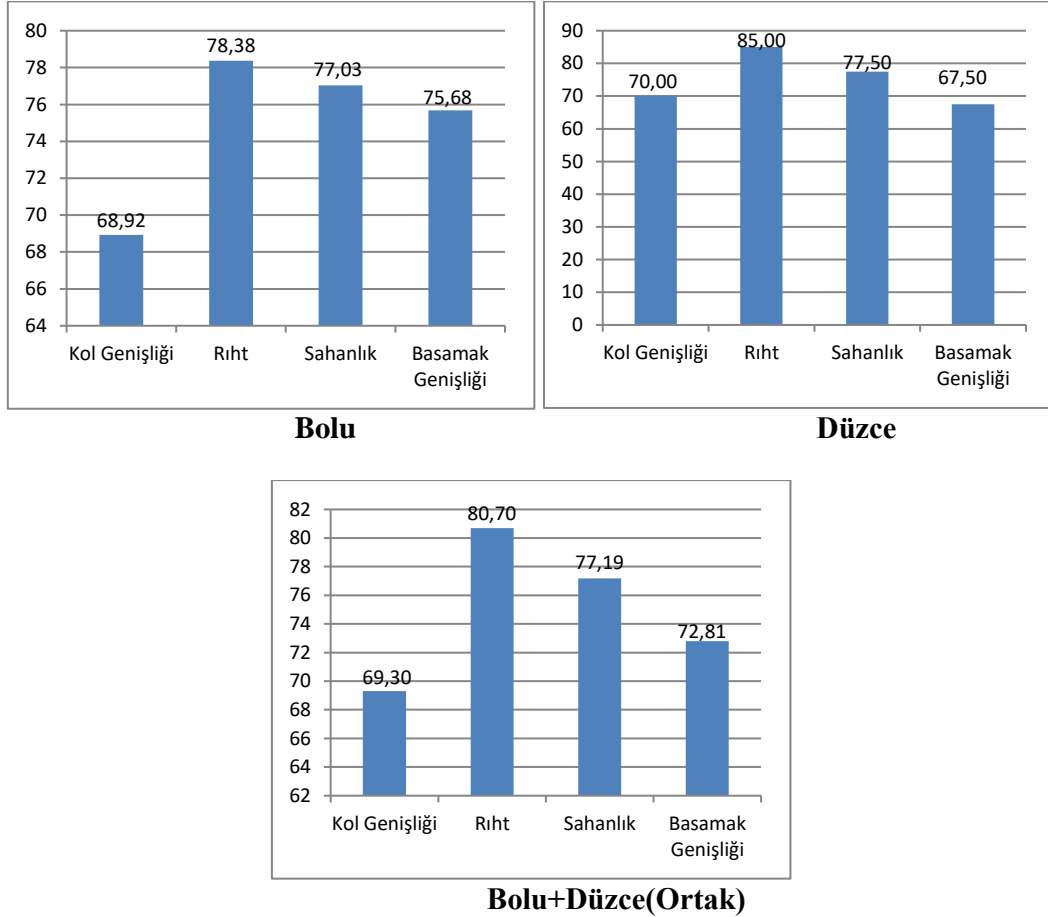 80
78
76
74
72
70
68
66
64
68,92
78,38
77,03
75,68
Kol Genişliği
Rıht
Sahanlık
Basamak
Genişliği
Bolu
90
80
70
60
50
40
30
20
10
0
70,00
85,00
77,50
67,50
Kol Genişliği
Rıht
Sahanlık
Basamak
Genişliği
Düzce
82
80
78
76
74
72
70
68
66
64
62
69,30
80,70
77,19
72,81
Kol Genişliği
Rıht
Sahanlık
Basamak
Genişliği
Bolu+Düzce(Ortak)